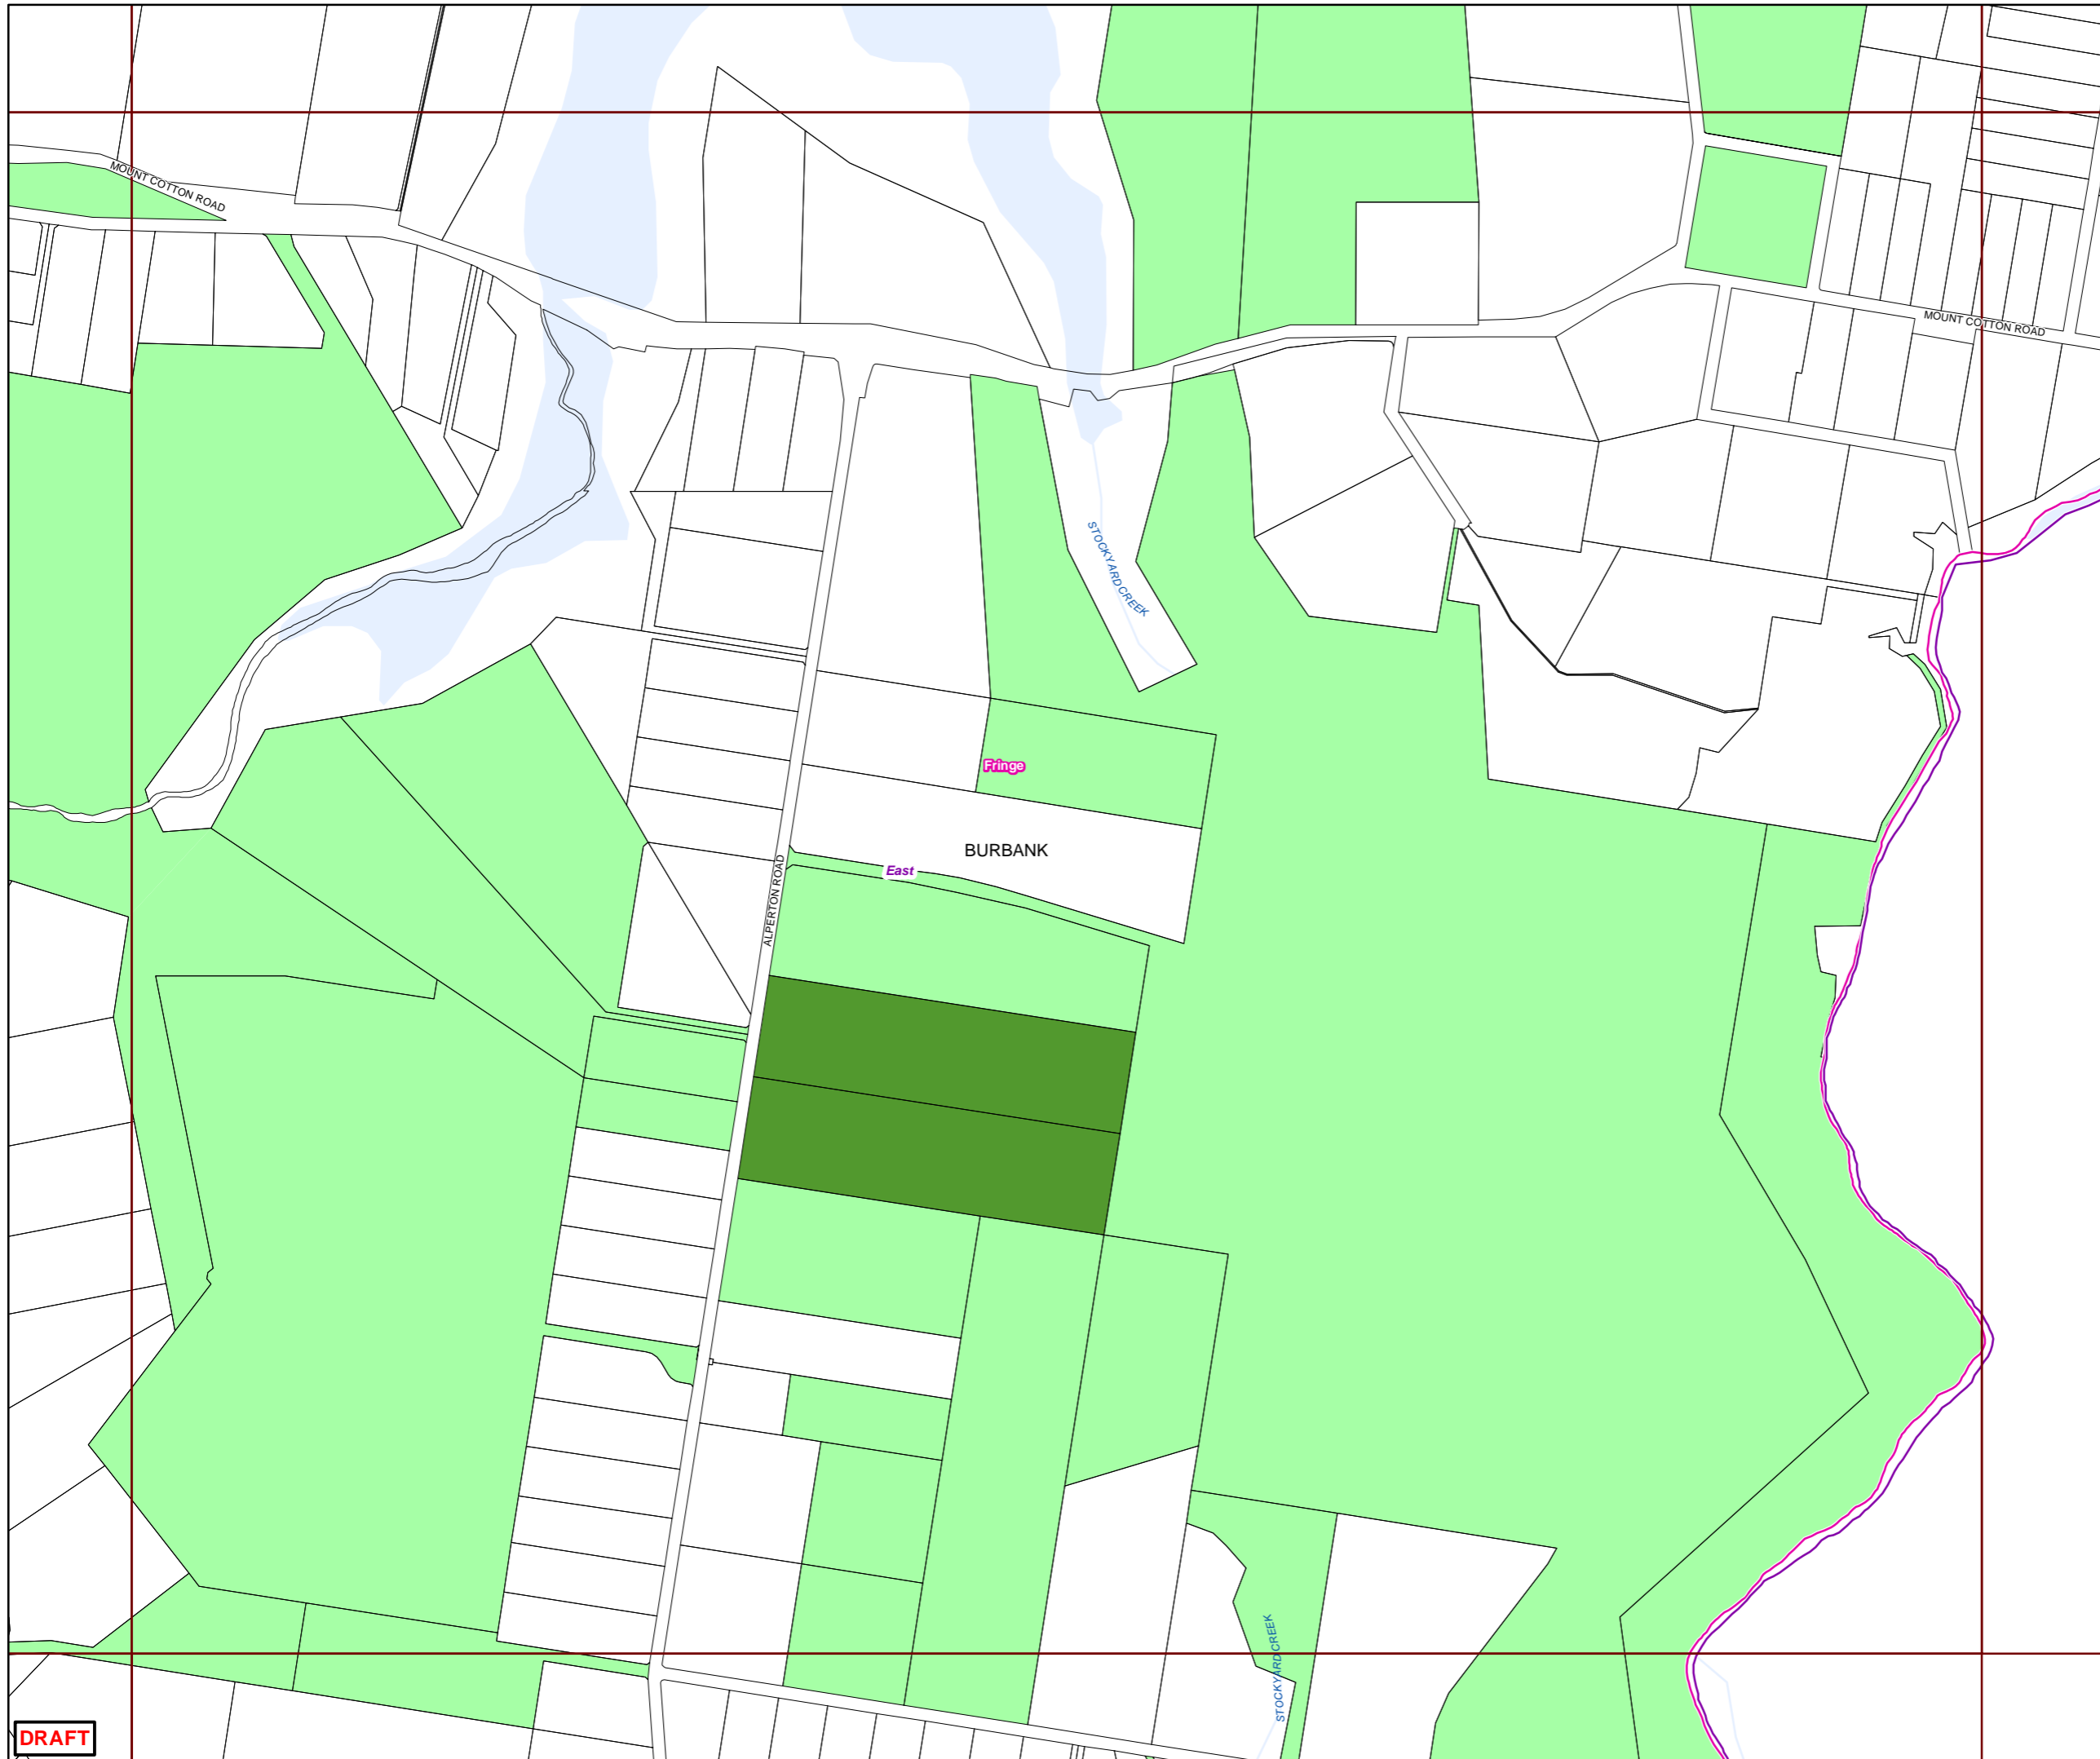 MOUNT COTTON ROAD
MOUNT COTTON ROAD
STOCKYARD CREEK
Fringe
BURBANK
East
ALPERTON ROAD
STOCKYARD CREEK
DRAFT